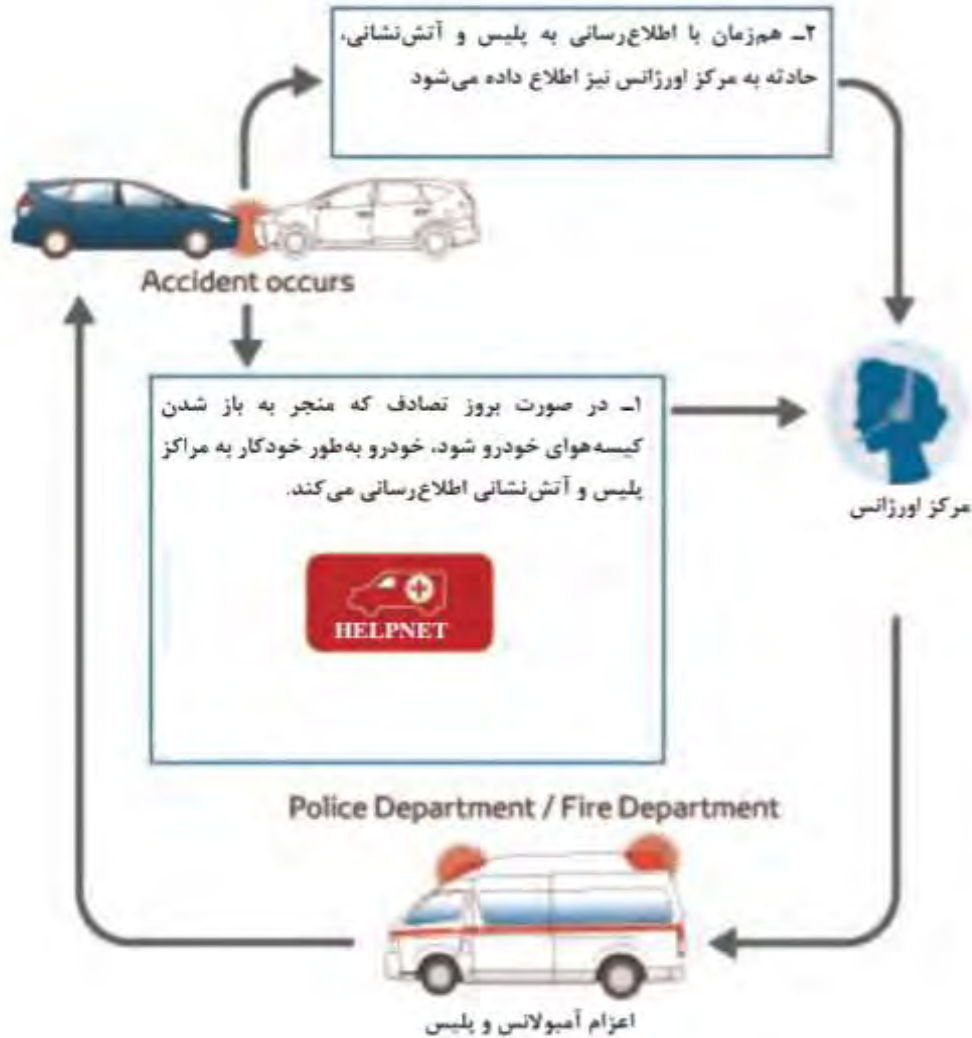 ۲ـ هم‌زمان با اطلاع‌رسانی به پلیس و آتش‌نشانی،
حادثه به مرکز اورژانس نیز اطلاع داده می‌شود
Accident occurs
۱ـ در صورت بروز تصادف که منجر به باز شدن
کیسه‌هوای خودرو شود، خودرو به‌طور خودکار به مراکز
پلیس و آتش‌نشانی اطلاع‌رسانی می‌کند.
HELPNET
مرکز اورژانس
Police Department / Fire Department
اعزام آمبولانس و پلیس